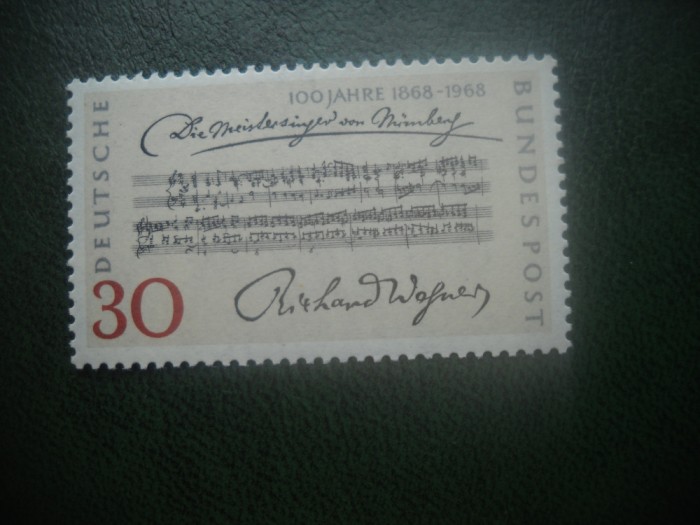 100 JAHRE 1868-1968
Die Meistersinger von Nürnberg
DEUTSCHE
BUNDESPOST
30
Richard Wagner